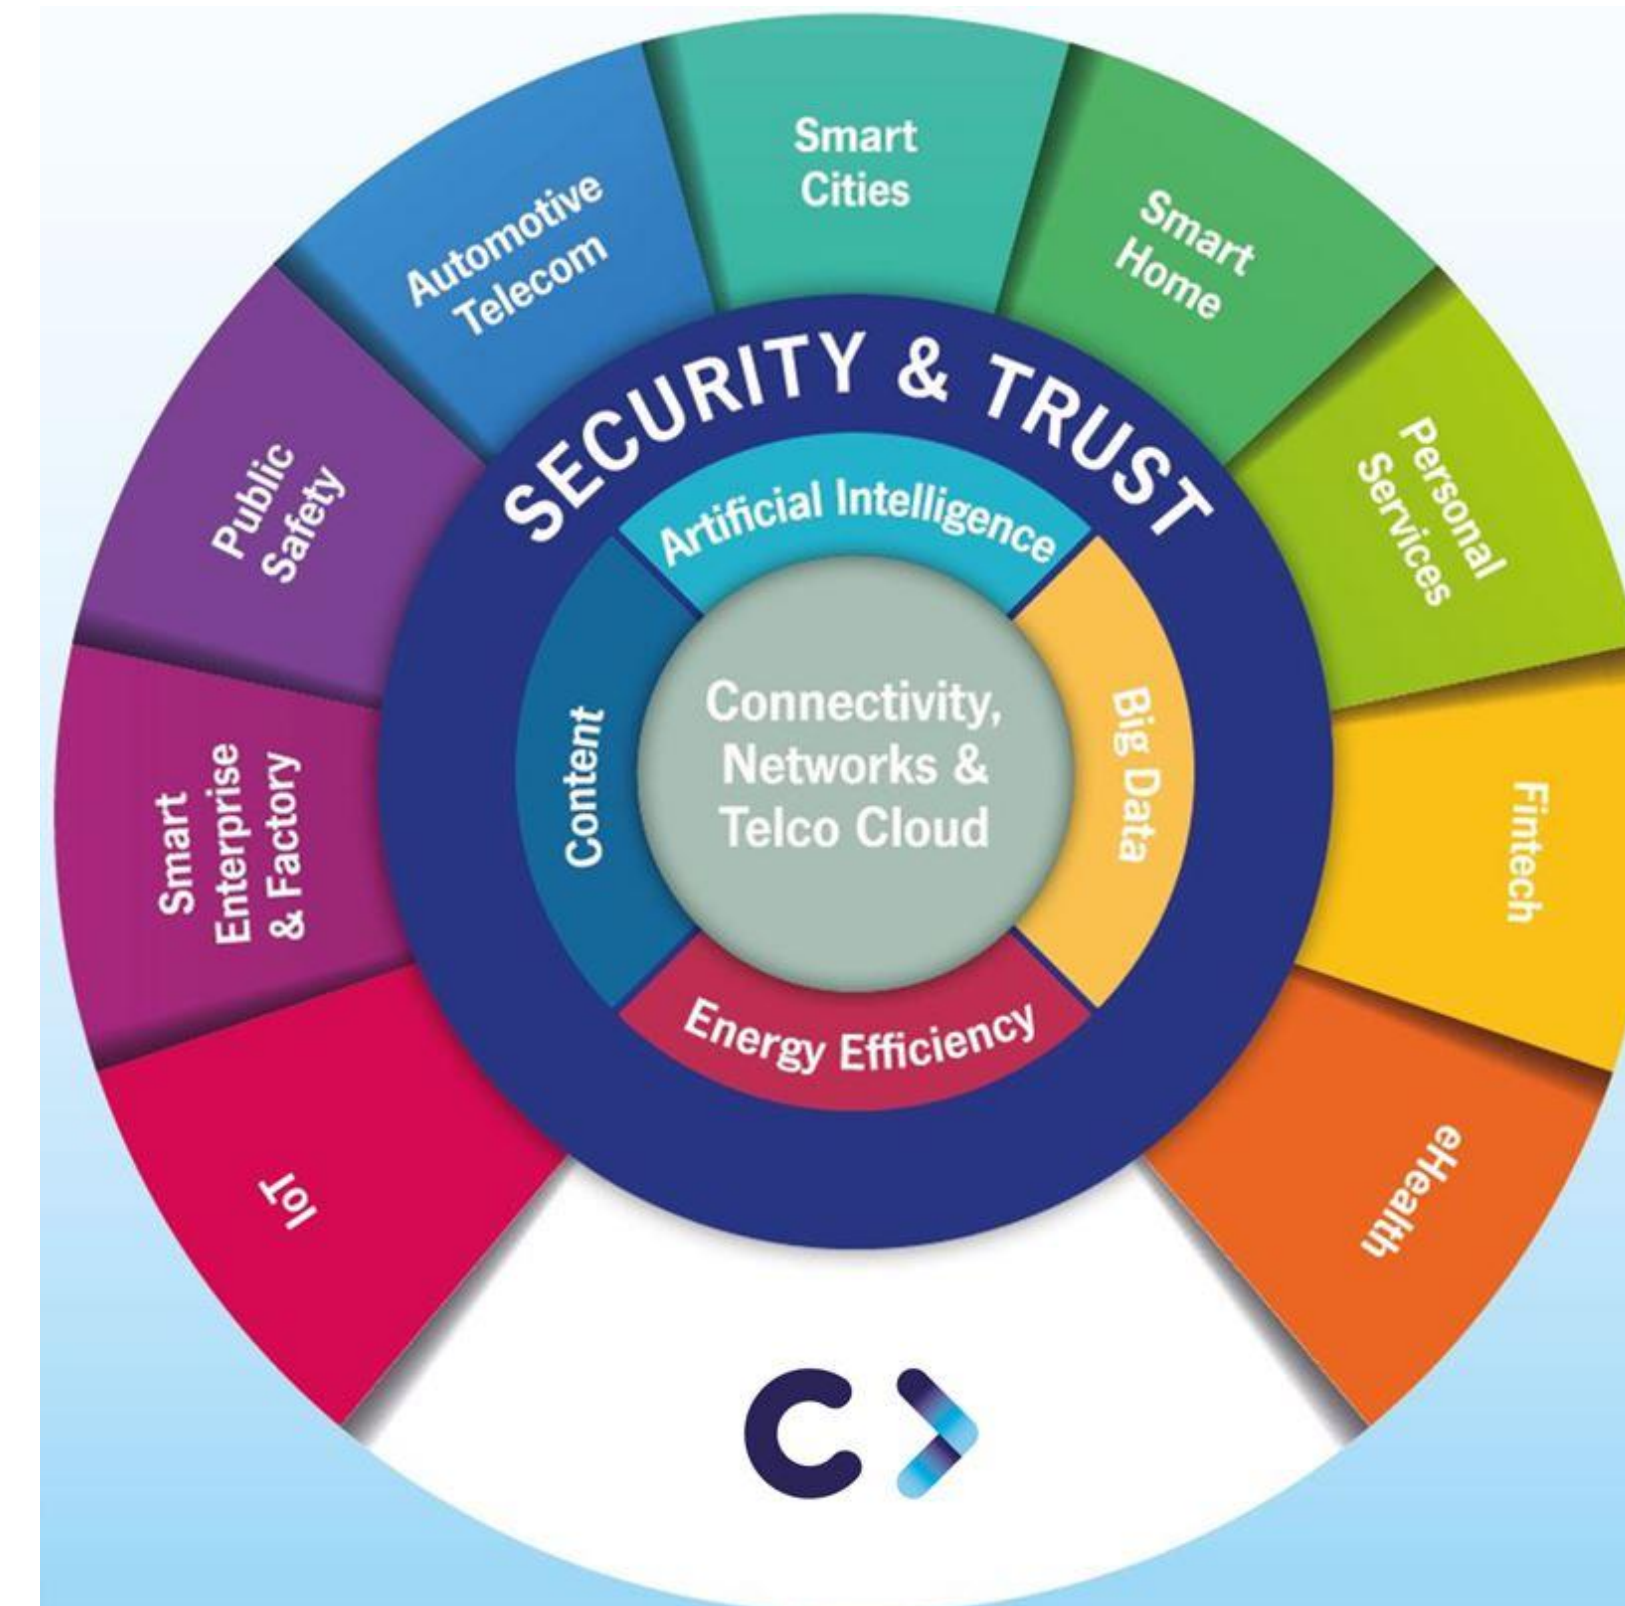 Smart
Cities
Smart
Home
Personal
Services
Fintech
eHealth
IoT
Smart
Enterprise
& Factory
Public
Safety
Automotive
Telecom
SECURITY & TRUST
Artificial Intelligence
Big Data
Energy Efficiency
Content
Connectivity,
Networks &
Telco Cloud